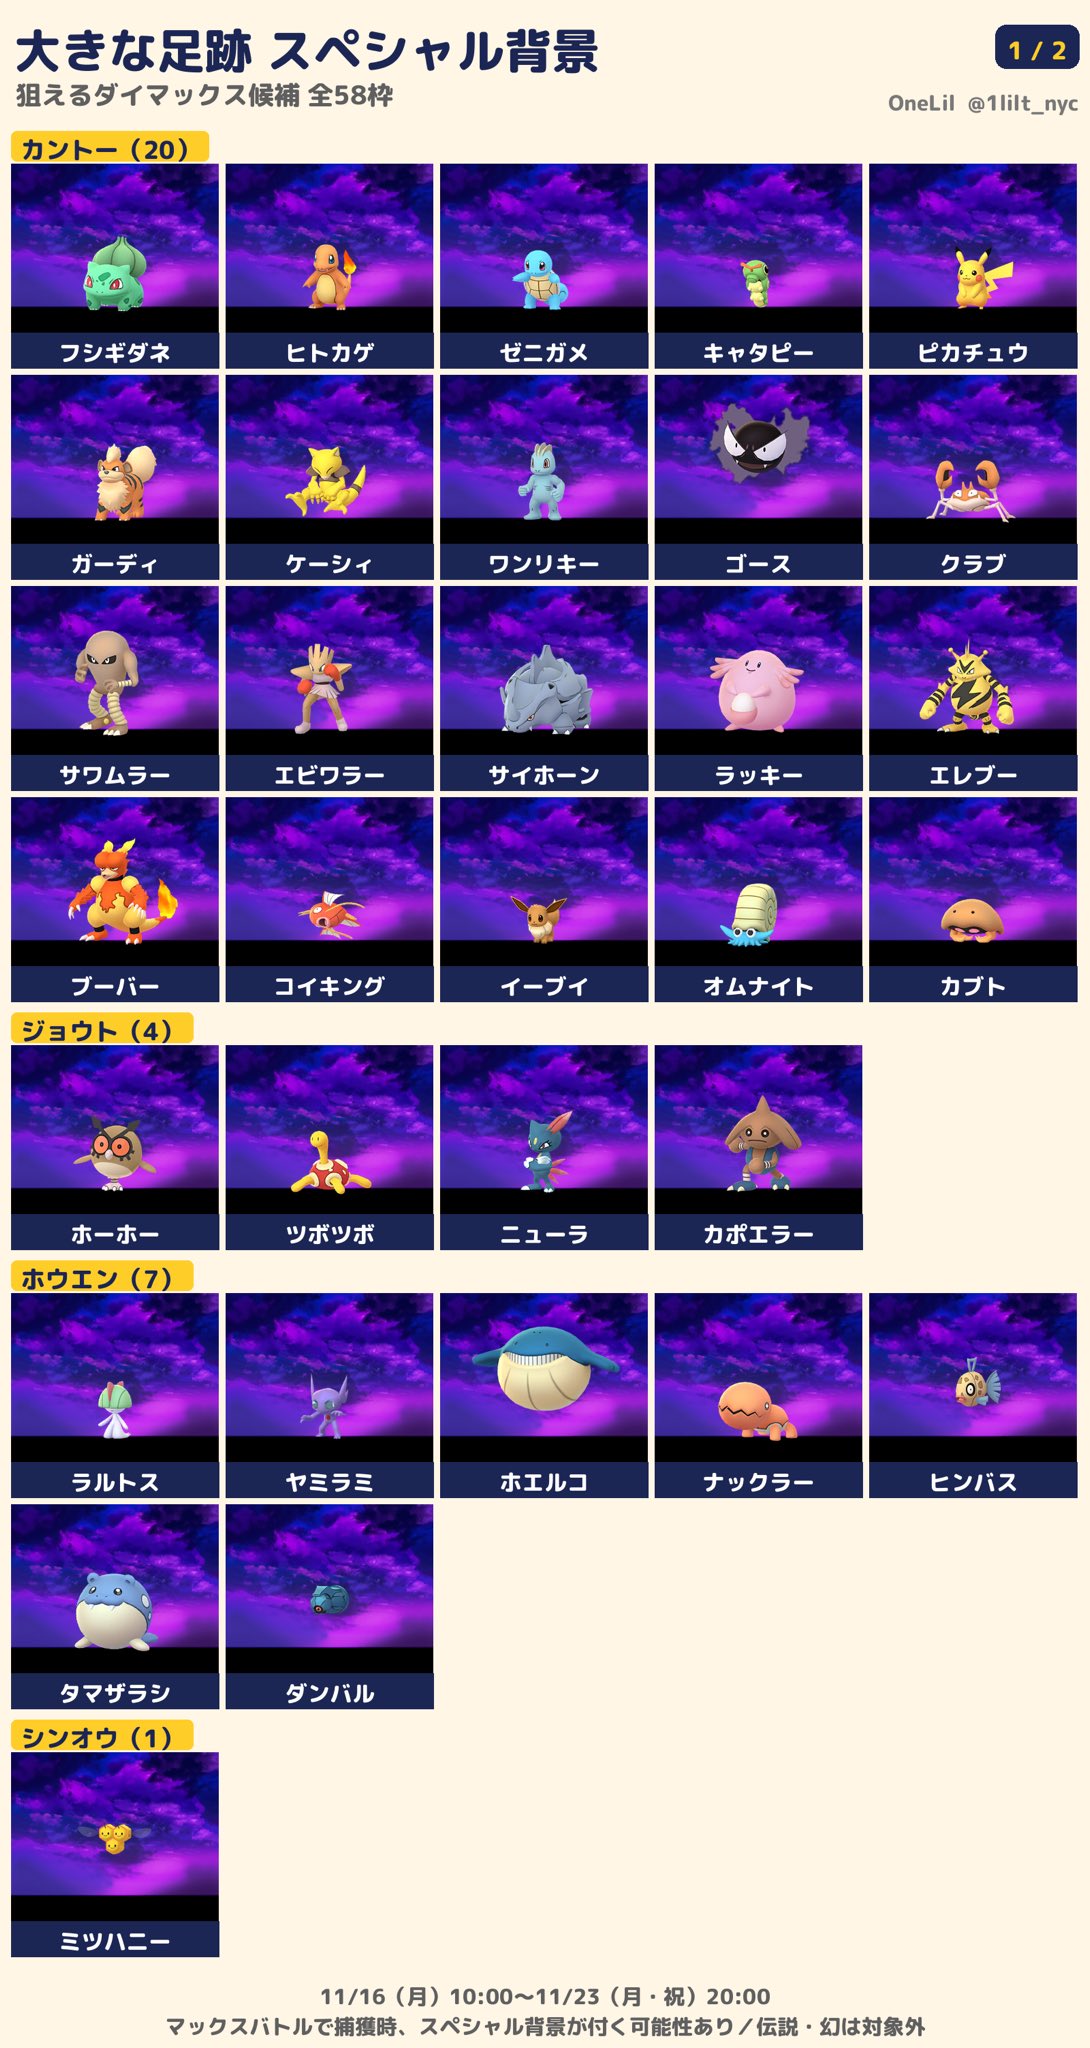 大きな足跡 スペシャル背景
1 / 2
狙えるダイマックス候補 全58枠
OneLil @1lilt_nyc
カントー（20）
フシギダネ
ヒトカゲ
ゼニガメ
キャタピー
ピカチュウ
ガーディ
ケーシィ
ワンリキー
ゴース
クラブ
サワムラー
エビワラー
サイホーン
ラッキー
エレブー
ブーバー
コイキング
イーブイ
オムナイト
カブト
ジョウト（4）
ホーホー
ツボツボ
ニューラ
カポエラー
ホウエン（7）
ラルトス
ヤミラミ
ホエルコ
ナックラー
ヒンバス
タマザラシ
ダンバル
シンオウ（1）
ミツハニー
11/16（月）10:00〜11/23（月・祝）20:00
マックスバトルで捕獲時、スペシャル背景が付く可能性あり／伝説・幻は対象外